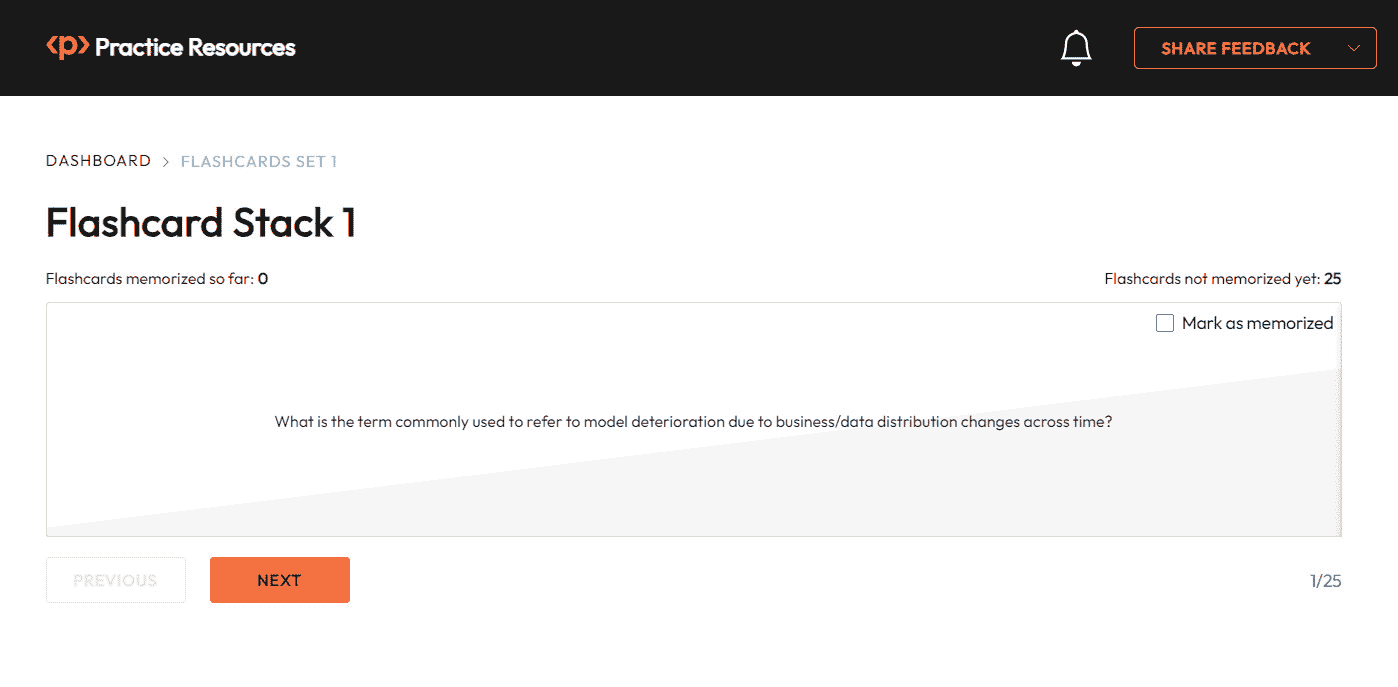 <p> Practice Resources
SHARE FEEDBACK
DASHBOARD > FLASHCARDS SET 1
Flashcard Stack 1
Flashcards memorized so far: 0
Flashcards not memorized yet: 25
Mark as memorized
What is the term commonly used to refer to model deterioration due to business/data distribution changes across time?
PREVIOUS
NEXT
1/25